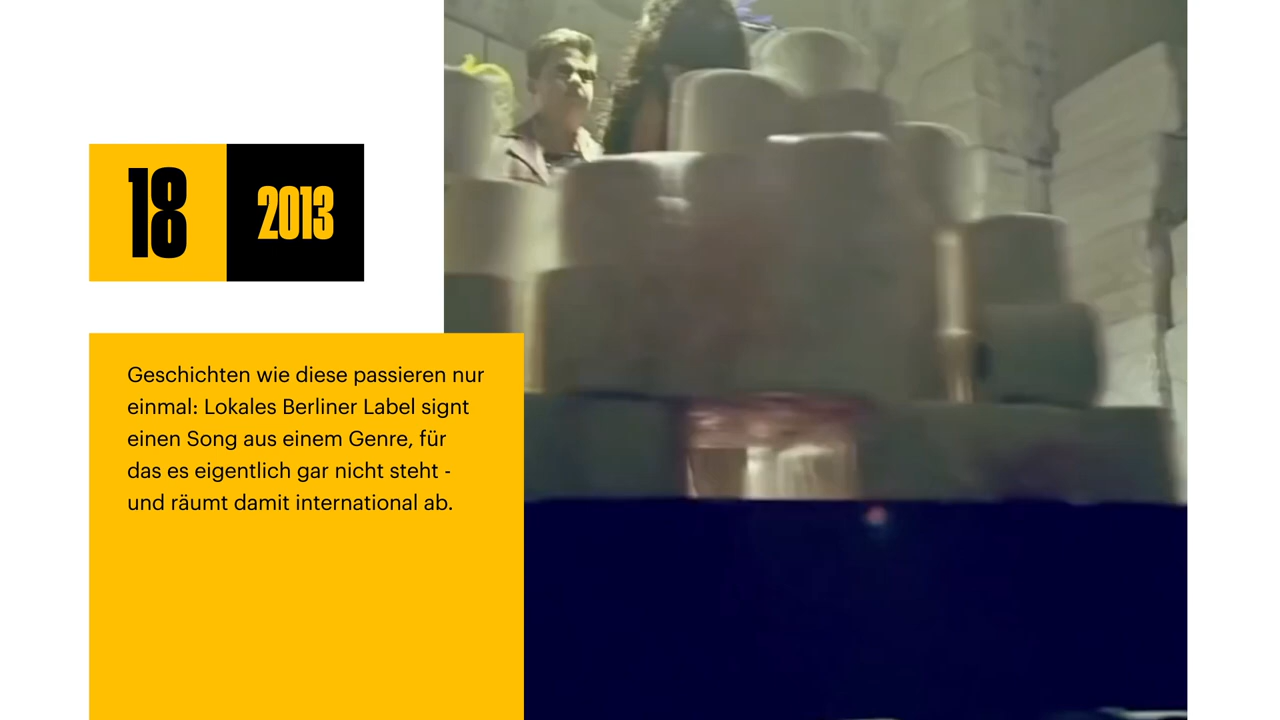 18
2013
Geschichten wie diese passieren nur
einmal: Lokales Berliner Label signt
einen Song aus einem Genre, für
das es eigentlich gar nicht steht -
und räumt damit international ab.